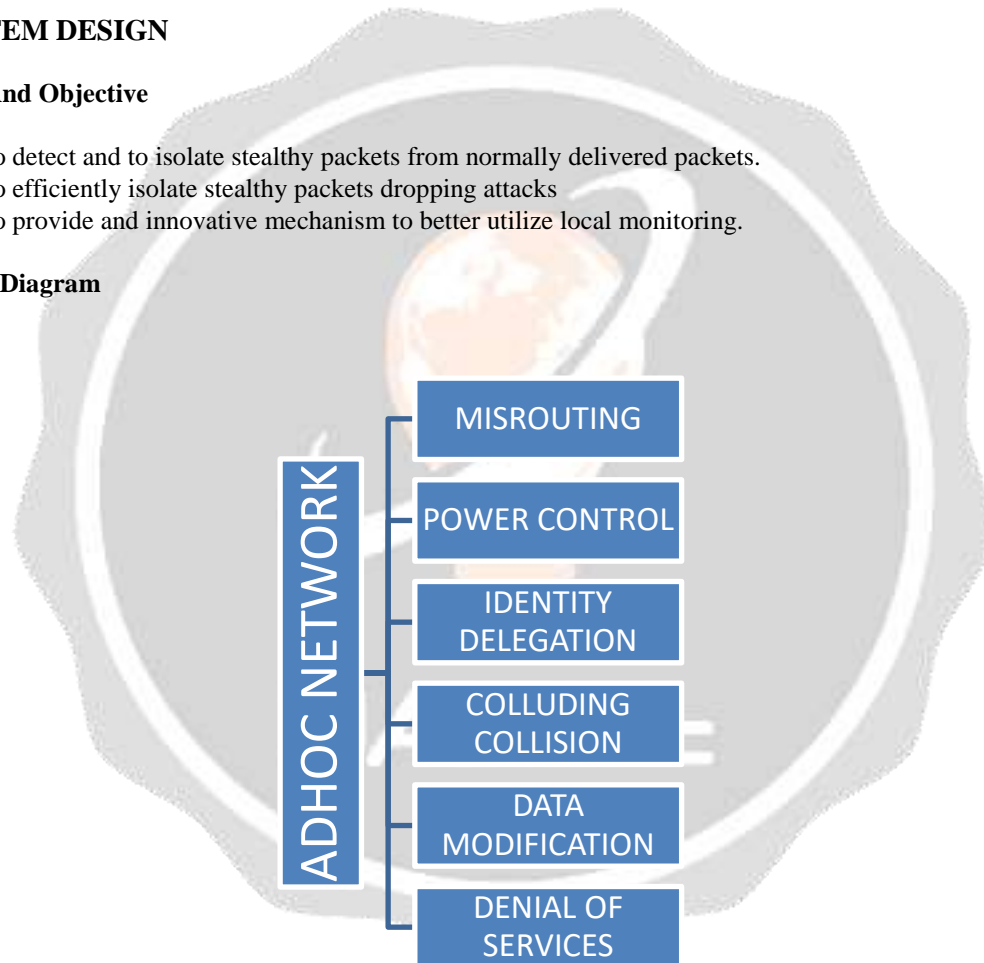 TEM DESIGN
And Objective
o detect and to isolate stealthy packets from normally delivered packets.
o efficiently isolate stealthy packets dropping attacks
o provide and innovative mechanism to better utilize local monitoring.
Diagram
ADHOC NETWORK
MISROUTING
POWER CONTROL
IDENTITY
DELEGATION
COLLUDING
COLLISION
DATA
MODIFICATION
DENIAL OF
SERVICES